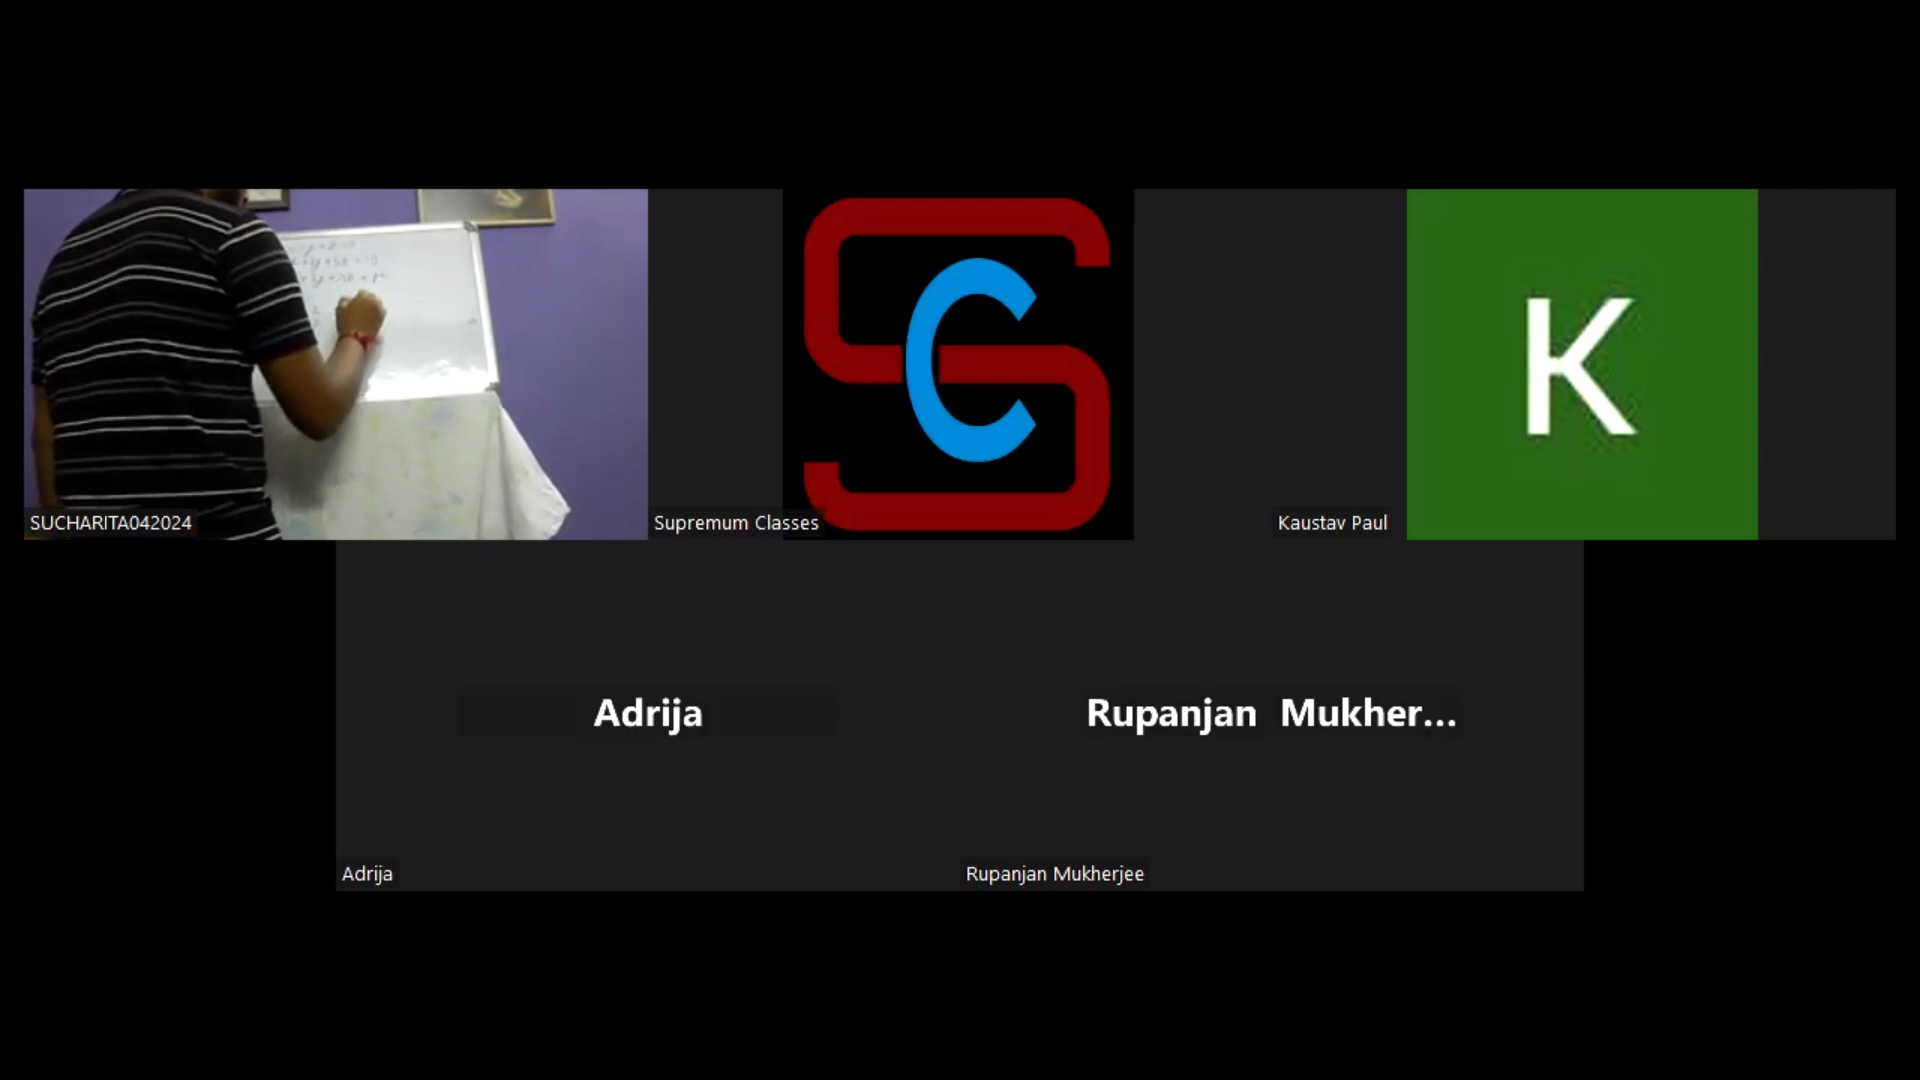 SUCHARITA042024
Supremum Classes
Kaustav Paul
K
Adrija
Rupanjan Mukher...
Adrija
Rupanjan Mukherjee